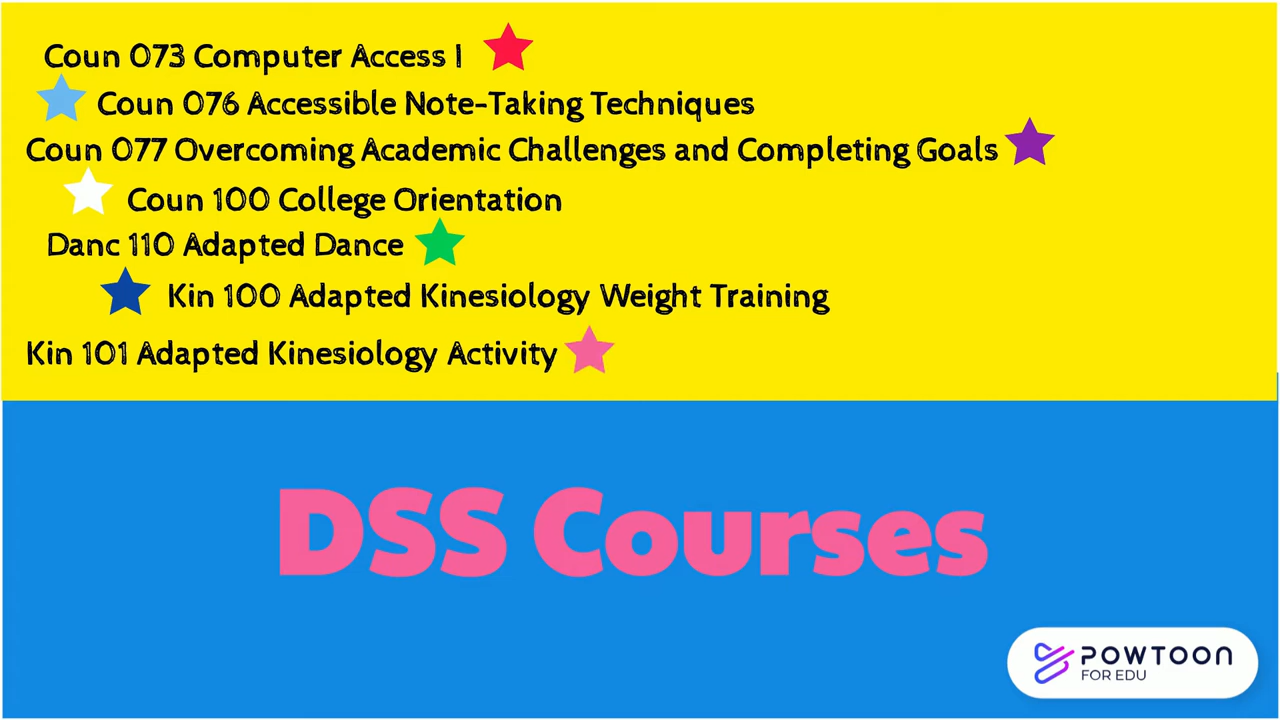 Coun 073 Computer Access I
Coun 076 Accessible Note-Taking Techniques
Coun 077 Overcoming Academic Challenges and Completing Goals
Coun 100 College Orientation
Danc 110 Adapted Dance
Kin 100 Adapted Kinesiology Weight Training
Kin 101 Adapted Kinesiology Activity
DSS Courses
POWTOON
FOR EDU